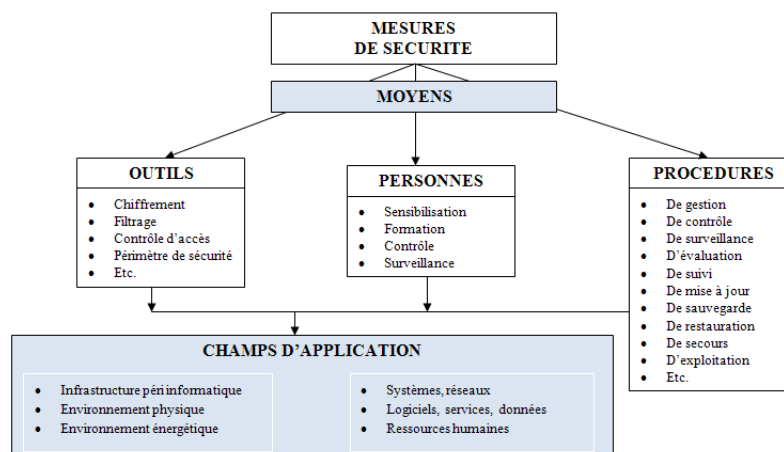 MESURES
DE SECURITE
MOYENS
OUTILS
• Chiffrement
• Filtrage
• Contrôle d'accès
• Périmètre de sécurité
• Etc.
PERSONNES
• Sensibilisation
• Formation
• Contrôle
• Surveillance
PROCEDURES
• De gestion
• De contrôle
• De surveillance
• D'évaluation
• De suivi
• De mise à jour
• De sauvegarde
• De restauration
• De secours
• D'exploitation
• Etc.
CHAMPS D'APPLICATION
• Infrastructure péri informatique
• Environnement physique
• Environnement énergétique
• Systèmes, réseaux
• Logiciels, services, données
• Ressources humaines